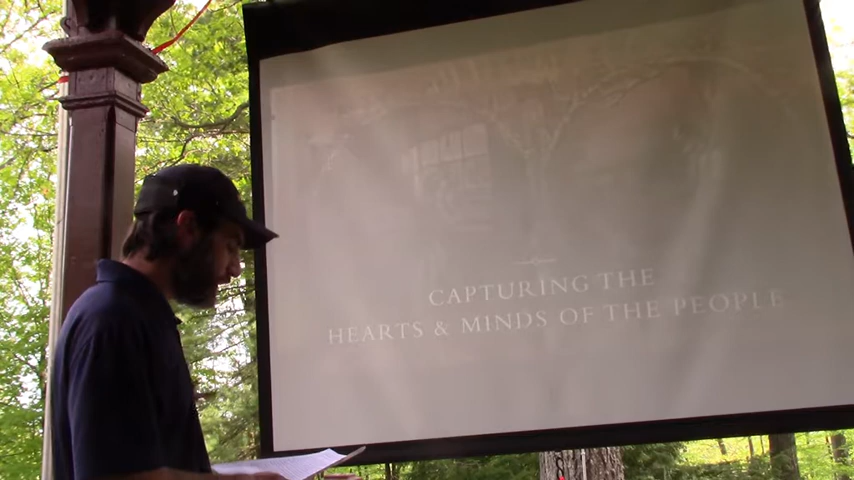 CAPTURING THE
HEARTS & MINDS OF THE PEOPLE